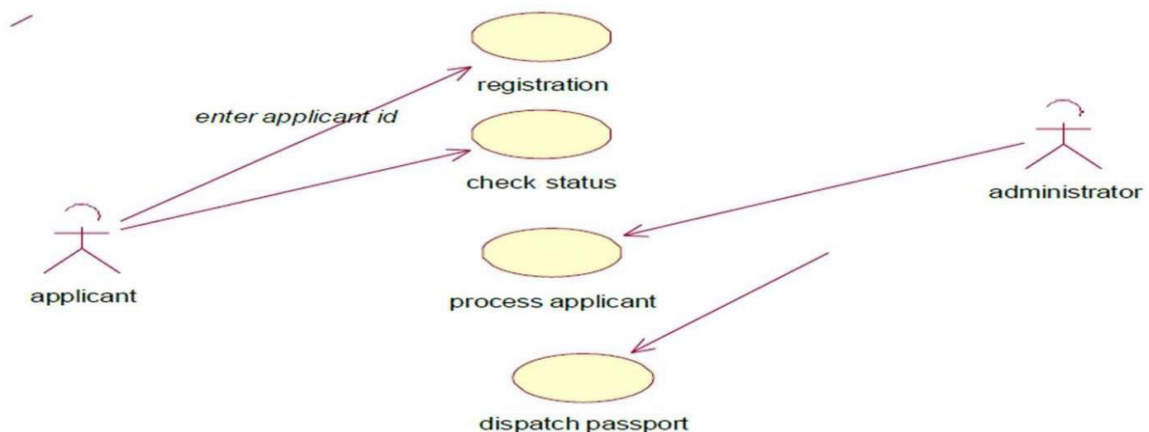 registration
enter applicant id
check status
administrator
applicant
process applicant
dispatch passport